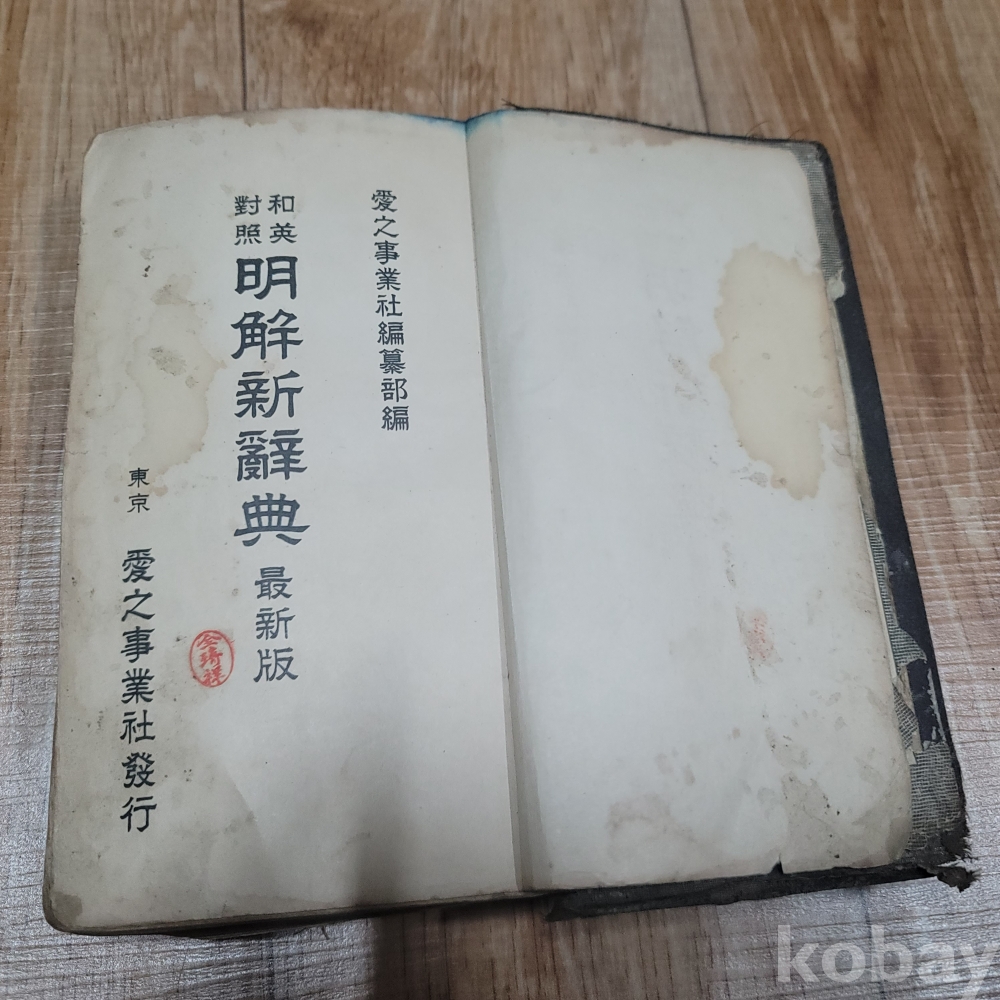 愛之事業社編纂部編
和英
對照
明解新辭典 最新版
東京 愛之事業社發行
kobay